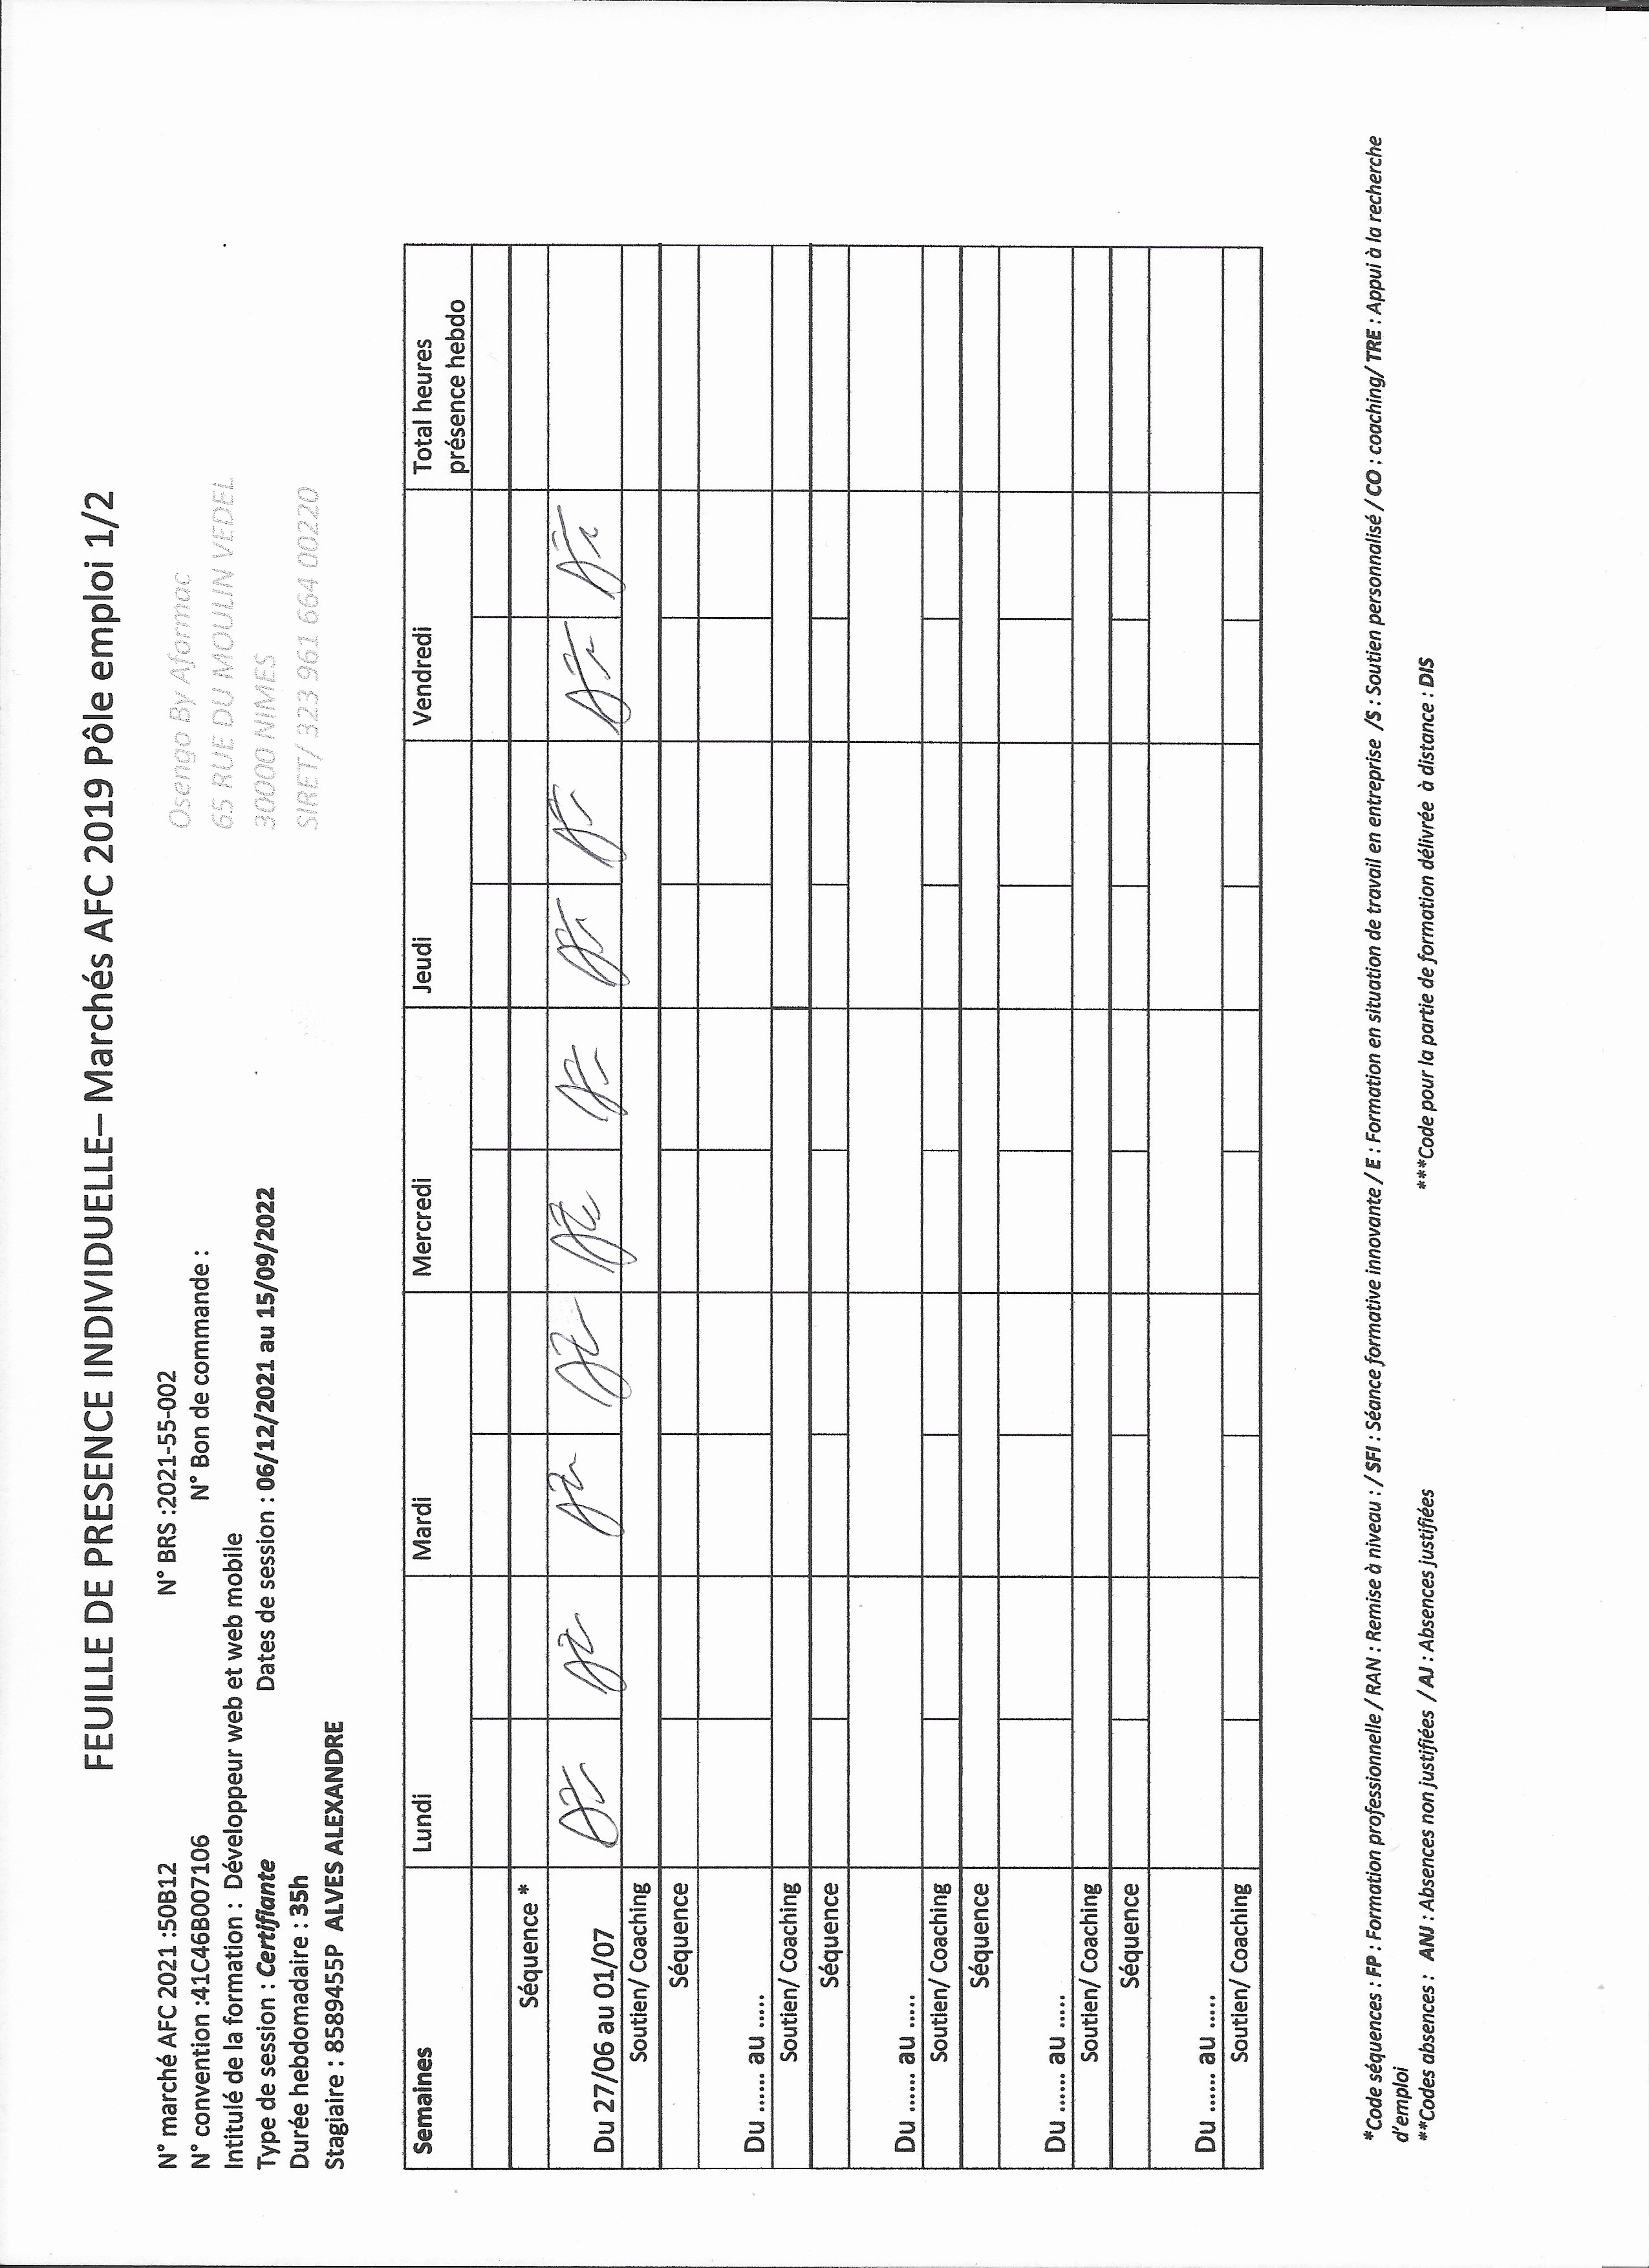 FEUILLE DE PRESENCE INDIVIDUELLE– Marchés AFC 2019 Pôle emploi 1/2
N° marché AFC 2021 :50B12 N° BRS :2021-55-002
N° convention :41C46B007106 N° Bon de commande :
Intitulé de la formation : Développeur web et web mobile
Type de session : Certifiante Dates de session : 06/12/2021 au 15/09/2022
Durée hebdomadaire : 35h
Stagiaire : 8589455P ALVES ALEXANDRE
Osengo By Aformac
65 RUE DU MOULIN VEDEL
30000 NIMES
SIRET/ 323 961 664 00220
Semaines Lundi Mardi Mercredi Jeudi Vendredi Total heures présence hebdo
Séquence *
Du 27/06 au 01/07
Soutien/ Coaching
Séquence
Du ...... au .....
Soutien/ Coaching
Séquence
Du ...... au .....
Soutien/ Coaching
Séquence
Du ...... au .....
Soutien/ Coaching
Séquence
Du ...... au .....
Soutien/ Coaching
*Code séquences : FP : Formation professionnelle / RAN : Remise à niveau : / SFI : Séance formative innovante / E : Formation en situation de travail en entreprise /S : Soutien personnalisé / CO : coaching/ TRE : Appui à la recherche
d'emploi
**Codes absences : ANJ : Absences non justifiées / AJ : Absences justifiées ***Code pour la partie de formation délivrée à distance : DIS